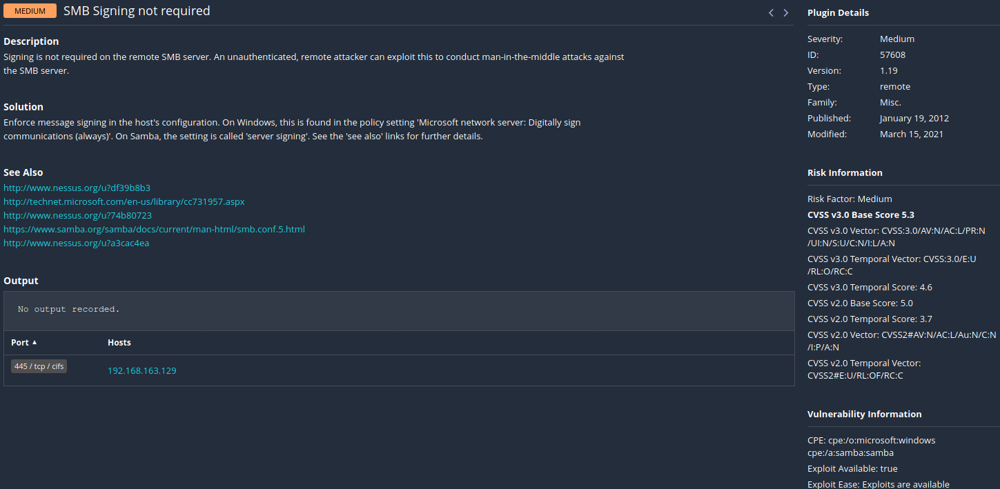 MEDIUM SMB Signing not required
Description
Signing is not required on the remote SMB server. An unauthenticated, remote attacker can exploit this to conduct man-in-the-middle attacks against
the SMB server.
Solution
Enforce message signing in the host's configuration. On Windows, this is found in the policy setting 'Microsoft network server: Digitally sign
communications (always)'. On Samba, the setting is called 'server signing'. See the 'see also' links for further details.
See Also
http://www.nessus.org/u?df39b8b3
http://technet.microsoft.com/en-us/library/cc731957.aspx
http://www.nessus.org/u?74b80723
https://www.samba.org/samba/docs/current/man-html/smb.conf.5.html
http://www.nessus.org/u?a3cac4ea
Output
No output recorded.
Port ▲ Hosts
445 / tcp / cifs 192.168.163.129
Plugin Details
Severity: Medium
ID: 57608
Version: 1.19
Type: remote
Family: Misc.
Published: January 19, 2012
Modified: March 15, 2021
Risk Information
Risk Factor: Medium
CVSS v3.0 Base Score 5.3
CVSS v3.0 Vector: CVSS:3.0/AV:N/AC:L/PR:N
/UI:N/S:U/C:N/I:L/A:N
CVSS v3.0 Temporal Vector: CVSS:3.0/E:U
/RL:O/RC:C
CVSS v3.0 Temporal Score: 4.6
CVSS v2.0 Base Score: 5.0
CVSS v2.0 Temporal Score: 3.7
CVSS v2.0 Vector: CVSS2#AV:N/AC:L/Au:N/C:N
/I:P/A:N
CVSS v2.0 Temporal Vector:
CVSS2#E:U/RL:OF/RC:C
Vulnerability Information
CPE: cpe:/o:microsoft:windows
cpe:/a:samba:samba
Exploit Available: true
Exploit Ease: Exploits are available